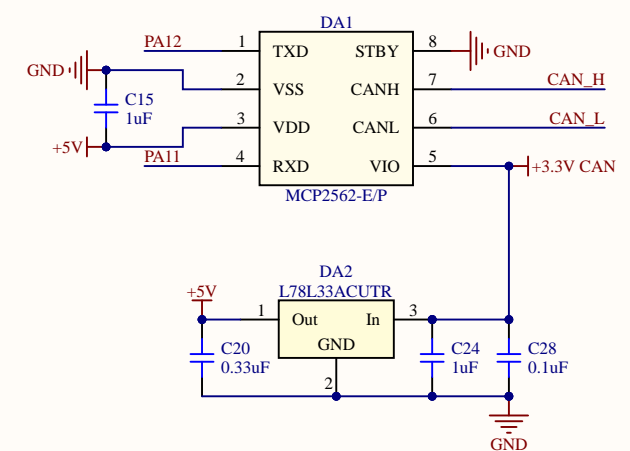 DA1
PA12 1 TXD STBY 8 GND
GND 2 VSS CANH 7 CAN_H
C15
1uF
+5V 3 VDD CANL 6 CAN_L
PA11 4 RXD VIO 5 +3.3V CAN
MCP2562-E/P
DA2
+5V L78L33ACUTR
1 Out In 3
GND
C20
0.33uF
2
C24
1uF
C28
0.1uF
GND